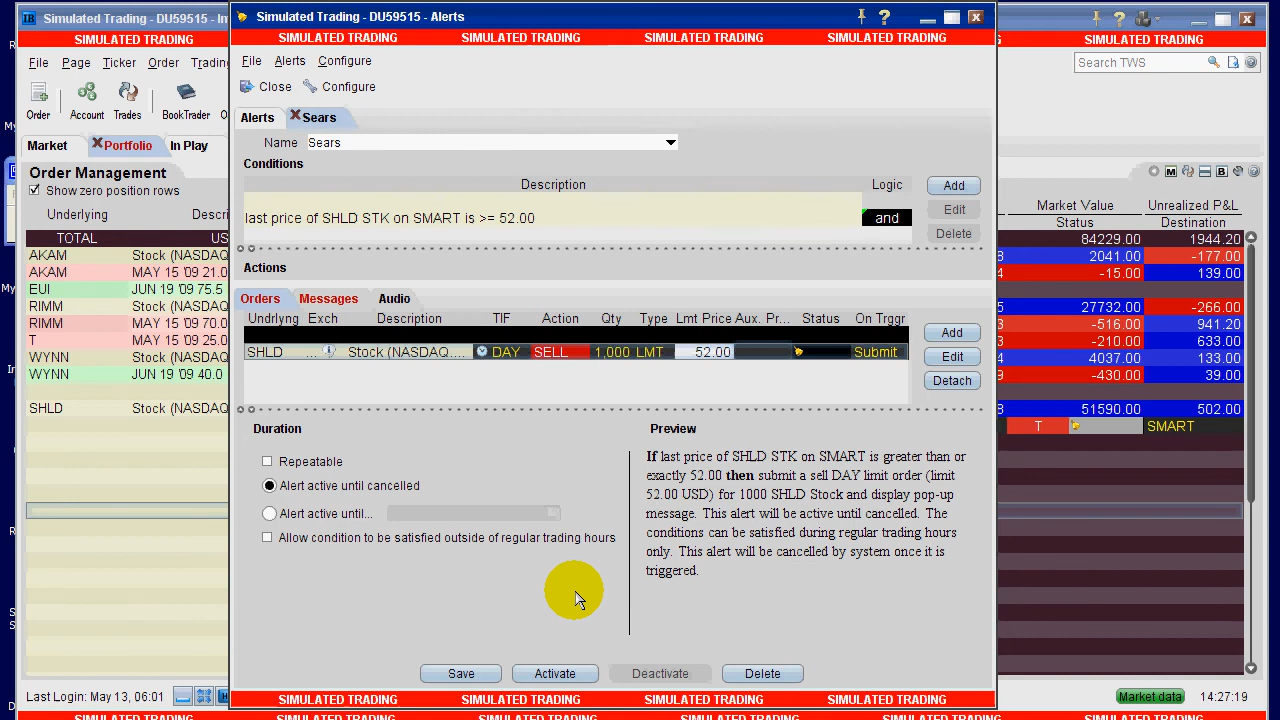 Simulated Trading - DU59515 - In
SIMULATED TRADING
File Page Ticker Order Trading
Order Account Trades BookTrader
Market Portfolio In Play
Order Management
Show zero position rows
Underlying Descri
TOTAL US
AKAM Stock (NASDAQ
AKAM MAY 15 '09 21.0
EUI JUN 19 '09 75.5
RIMM Stock (NASDAQ
RIMM MAY 15 '09 70.0
T MAY 15 '09 25.0
WYNN Stock (NASDAQ
WYNN JUN 19 '09 40.0
SHLD Stock (NASDAQ
Last Login: May 13, 06:01
SIMULATED TRADING
Simulated Trading - DU59515 - Alerts
SIMULATED TRADING SIMULATED TRADING SIMULATED TRADING SIMULATED TRADING
File Alerts Configure
Close Configure
Alerts Sears
Name Sears
Conditions
Description Logic
last price of SHLD STK on SMART is >= 52.00 and
Add
Edit
Delete
Actions
Orders Messages Audio
Undrlyng Exch Description TIF Action Qty Type Lmt Price Aux. Pr... Status On Trggr
SHLD ... Stock (NASDAQ.... DAY SELL 1,000 LMT 52.00 Submit
Add
Edit
Detach
Duration
Repeatable
Alert active until cancelled
Alert active until...
Allow condition to be satisfied outside of regular trading hours
Preview
If last price of SHLD STK on SMART is greater than or
exactly 52.00 then submit a sell DAY limit order (limit
52.00 USD) for 1000 SHLD Stock and display pop-up
message. This alert will be active until cancelled. The
conditions can be satisfied during regular trading hours
only. This alert will be cancelled by system once it is
triggered.
Save Activate Deactivate Delete
SIMULATED TRADING SIMULATED TRADING SIMULATED TRADING SIMULATED TRADING
SIMULATED TRADING
Search TWS
Market Value Unrealized P&L
Status Destination
84229.00 1944.20
2041.00 -177.00
-15.00 139.00
27732.00 -266.00
-516.00 941.20
-210.00 633.00
4037.00 133.00
-430.00 39.00
51590.00 502.00
T SMART
Market data 14:27:19
SIMULATED TRADING